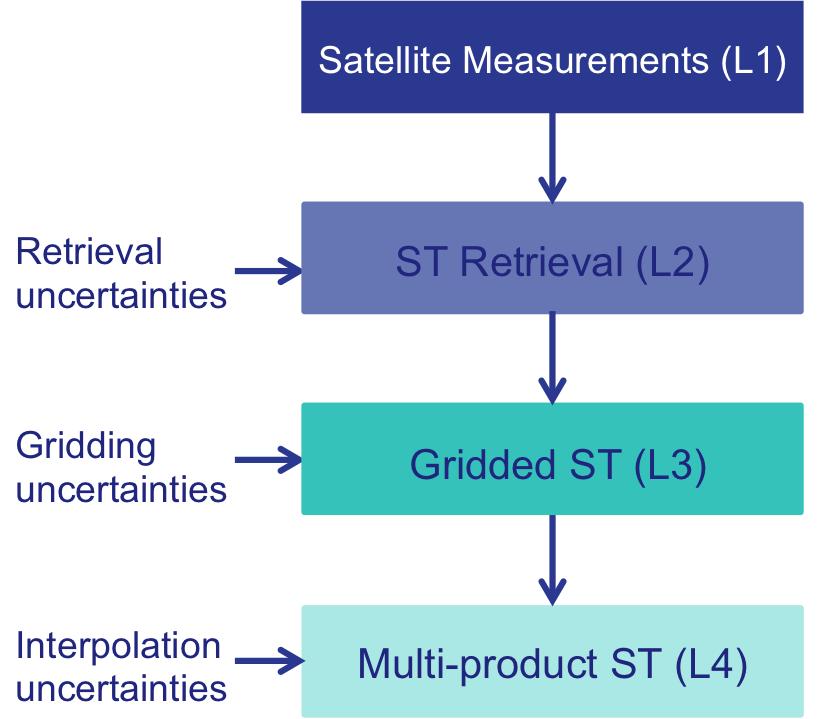 Satellite Measurements (L1)
Retrieval
uncertainties
ST Retrieval (L2)
Gridding
uncertainties
Gridded ST (L3)
Interpolation
uncertainties
Multi-product ST (L4)